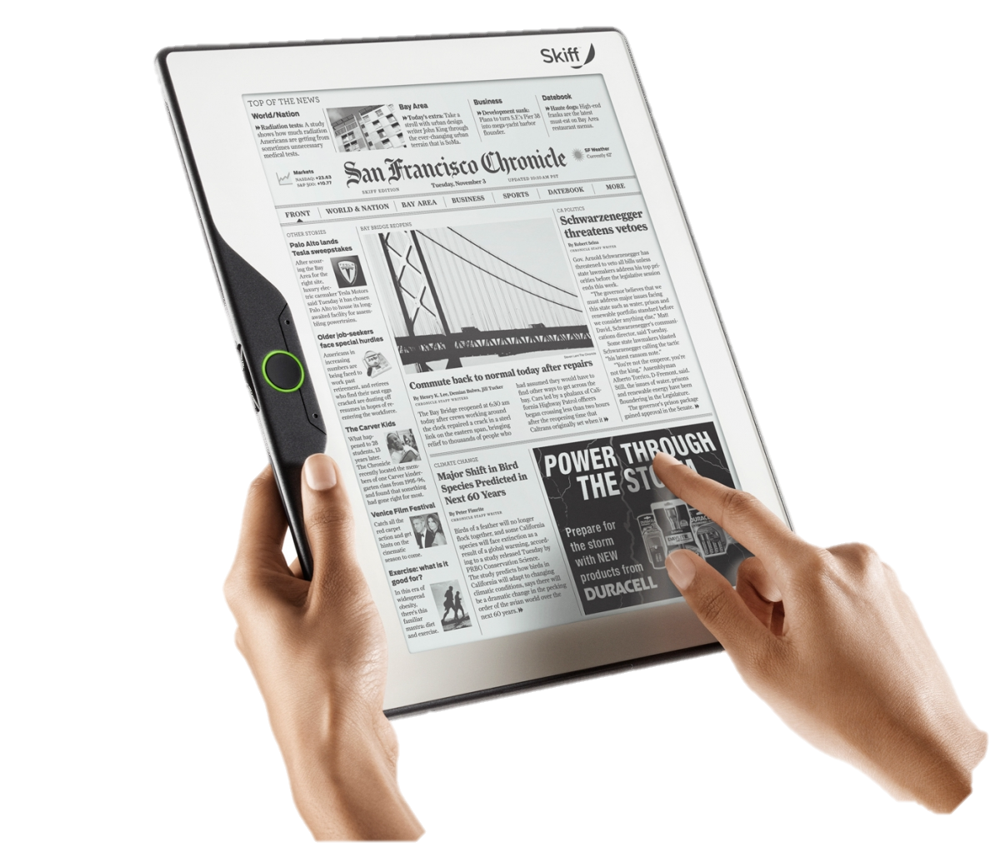 Skiff
TOP OF THE NEWS
World/Nation
Radiation tests: A study
shows how much radiation
Americans are getting from
sometimes unnecessary
medical tests.
Bay Area
Today's extra: Take a
stroll with urban design
writer John King through
the ever-changing urban
terrain that is SoMa.
Business
Development sunk:
Plans to turn S.F.'s Pier 38
into mega-yacht harbor
flounder.
Datebook
Haute dogs: High-end
franks are the latest
must-eat on Bay Area
restaurant menus.
Markets
NASDAQ: +23.63
S&P 500: +10.77
San Francisco Chronicle
SKIFF EDITION
Tuesday, November 3
UPDATED 10:10 AM PST
SF Weather
Currently 62°
FRONT
WORLD & NATION
BAY AREA
BUSINESS
SPORTS
DATEBOOK
MORE
OTHER STORIES
Palo Alto lands
Tesla sweepstakes
After scour-
ing the Bay
Area for the
right site,
luxury elec-
tric carmaker Tesla Motors
said Tuesday it has chosen
Palo Alto to house its long-
awaited facility for assem-
bling powertrains.
TESLA
Older job-seekers
face special hurdles
Americans in
increasing
numbers are
being faced to
work past
retirement, and retirees
who find their nest eggs
cracked are dusting off
resumes in hopes of re-
entering the workforce.
The Carver Kids
What hap-
pened to 28
students, 13
years later.
The Chronicle
recently located the mem-
bers of one Carver kinder-
garten class from 1995-96,
and found that something
had gone right for most.
Venice Film Festival
Catch all the
red carpet
action and get
hints on the
cinematic
season to come.
Exercise: what is it
good for?
In this era of
widespread
obesity,
there's this
familiar
mantra: diet
and exercise.
BAY BRIDGE REOPENS
Commute back to normal today after repairs
By Henry K. Lee, Demian Bulwa, Jill Tucker
CHRONICLE STAFF WRITERS
The Bay Bridge reopened at 6:30 am
today after crews working around
the clock repaired a crack in a steel
link on the eastern span, bringing
relief to thousands of people who
had assumed they would have to
find other ways to get across the
bay. Cars led by a phalanx of Cali-
fornia Highway Patrol officers
began crossing less than two hours
after the reopening time that
Caltrans originally set when it
CA POLITICS
Schwarzenegger
threatens vetoes
By Robert Selna
CHRONICLE STAFF WRITER
Gov. Arnold Schwarzenegger has
threatened to veto all bills unless
state lawmakers address his top pri-
orities before the legislative session
ends this week.
"The governor believes that we
must address major issues facing
this state such as water, prison and
renewable portfolio standard before
we consider anything else," Matt
David, Schwarzenegger's communi-
cations director, said Tuesday.
Some state lawmakers blasted
Schwarzenegger calling the tactic
"his latest ransom note."
"You're not the emperor, you're
not the king," Assemblyman
Alberto Torrico, D-Fremont, said.
Still, the issues of water, prisons
and renewable energy have been
floundering in the Legislature.
The governor's prison package
gained approval in the Senate.
CLIMATE CHANGE
Major Shift in Bird
Species Predicted in
Next 60 Years
By Peter Fimrite
CHRONICLE STAFF WRITER
Birds of a feather will no longer
flock together, and some California
species will face extinction as a
result of a global warming, accord-
ing to a study released Tuesday by
PRBO Conservation Science.
The study predicts how birds in
California will adapt to changing
climatic conditions, says there will
be a dramatic change in the pecking
order of the avian world over the
next 60 years.
POWER THROUGH
THE STORM
Prepare for
the storm
with NEW
products from
DURACELL